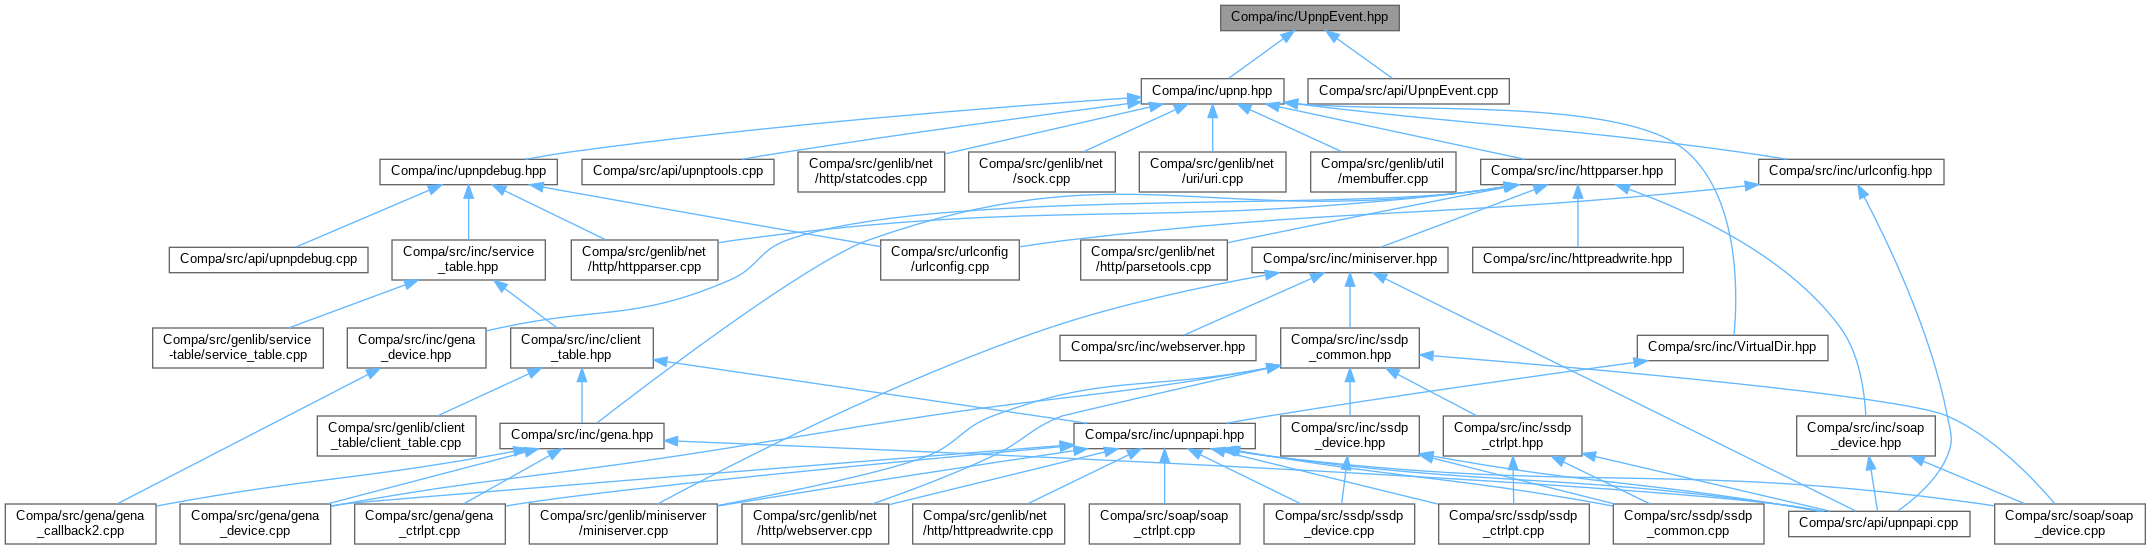 Compa/inc/UpnpEvent.hpp
Compa/inc/upnp.hpp
Compa/src/api/UpnpEvent.cpp
Compa/inc/upnpdebug.hpp
Compa/src/api/upnptools.cpp
Compa/src/genlib/net
/http/statcodes.cpp
Compa/src/genlib/net
/sock.cpp
Compa/src/genlib/net
/uri/uri.cpp
Compa/src/genlib/util
/membuffer.cpp
Compa/src/inc/httpparser.hpp
Compa/src/inc/urlconfig.hpp
Compa/src/api/upnpdebug.cpp
Compa/src/inc/service
_table.hpp
Compa/src/genlib/net
/http/httpparser.cpp
Compa/src/urlconfig
/urlconfig.cpp
Compa/src/genlib/net
/http/parsetools.cpp
Compa/src/inc/miniserver.hpp
Compa/src/inc/httpreadwrite.hpp
Compa/src/genlib/service
-table/service_table.cpp
Compa/src/inc/gena
_device.hpp
Compa/src/inc/client
_table.hpp
Compa/src/inc/webserver.hpp
Compa/src/inc/ssdp
_common.hpp
Compa/src/inc/VirtualDir.hpp
Compa/src/genlib/client
_table/client_table.cpp
Compa/src/inc/gena.hpp
Compa/src/inc/upnpapi.hpp
Compa/src/inc/ssdp
_device.hpp
Compa/src/inc/ssdp
_ctrlpt.hpp
Compa/src/inc/soap
_device.hpp
Compa/src/gena/gena
_callback2.cpp
Compa/src/gena/gena
_device.cpp
Compa/src/gena/gena
_ctrlpt.cpp
Compa/src/genlib/miniserver
/miniserver.cpp
Compa/src/genlib/net
/http/webserver.cpp
Compa/src/genlib/net
/http/httpreadwrite.cpp
Compa/src/soap/soap
_ctrlpt.cpp
Compa/src/ssdp/ssdp
_device.cpp
Compa/src/ssdp/ssdp
_ctrlpt.cpp
Compa/src/ssdp/ssdp
_common.cpp
Compa/src/api/upnpapi.cpp
Compa/src/soap/soap
_device.cpp